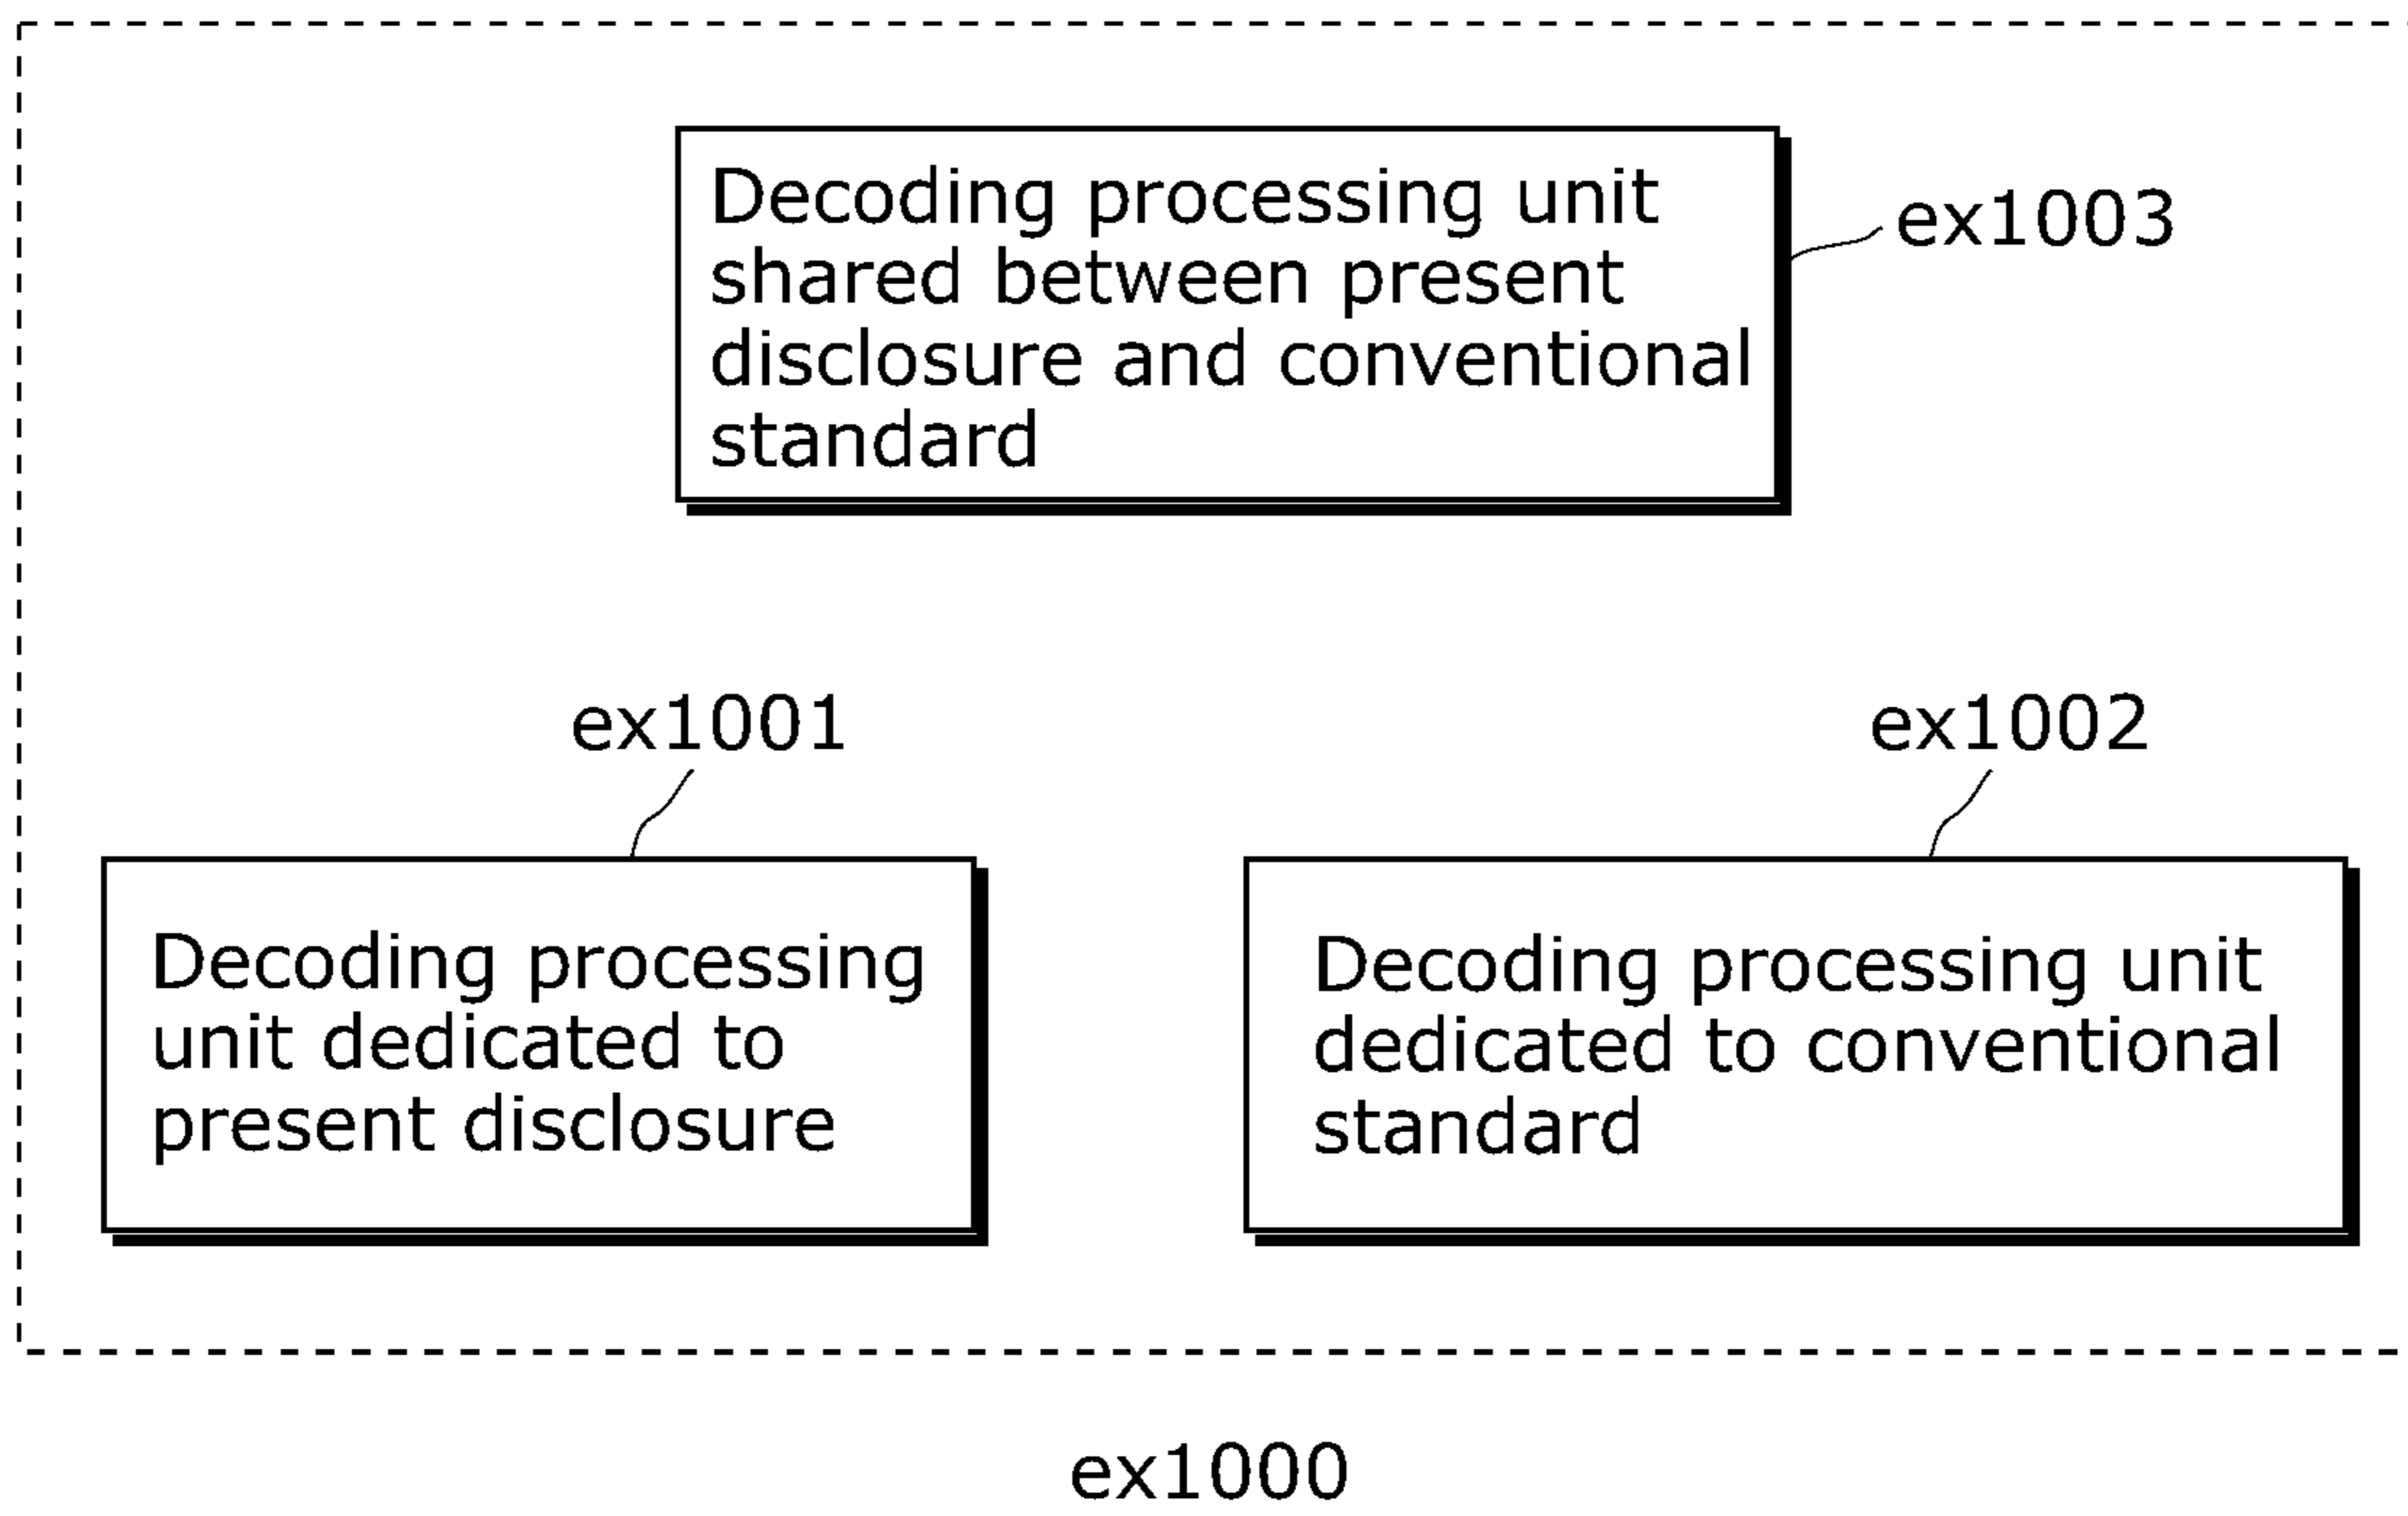 Decoding processing unit
shared between present
disclosure and conventional
standard
ex1003
ex1001
ex1002
Decoding processing
unit dedicated to
present disclosure
Decoding processing unit
dedicated to conventional
standard
ex1000